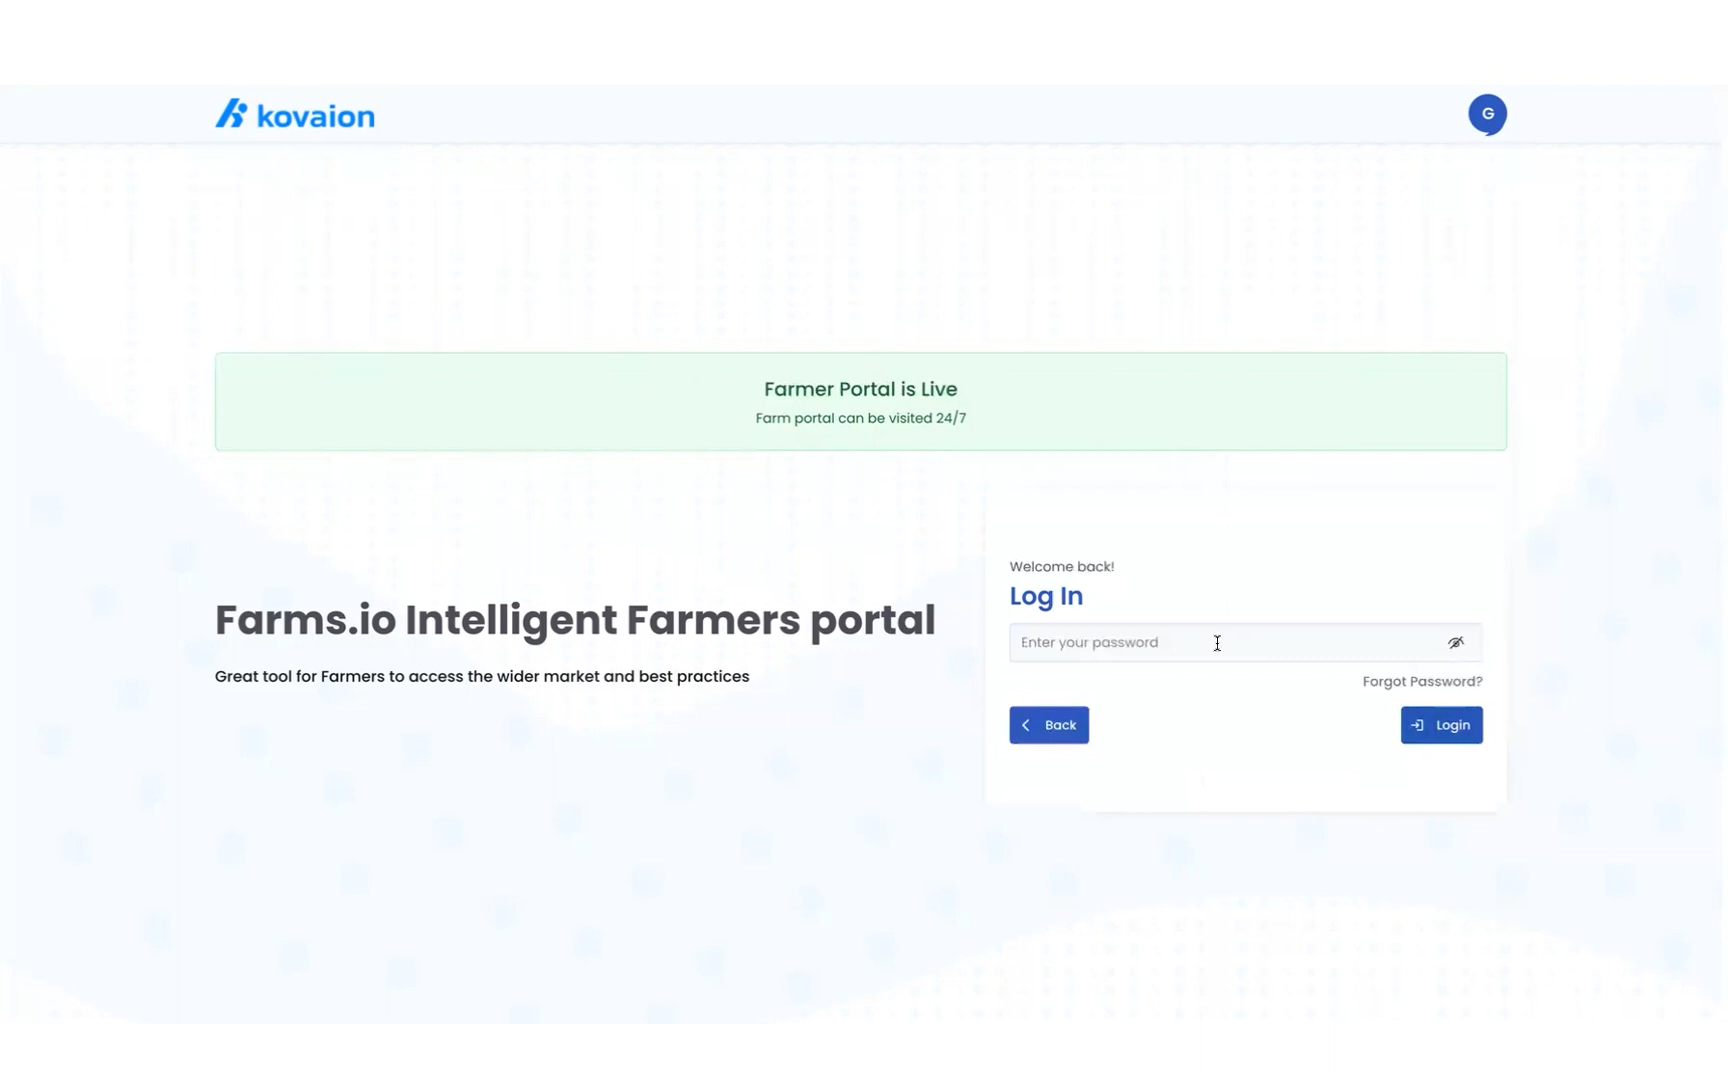 kovaion
G
Farmer Portal is Live
Farm portal can be visited 24/7
Farms.io Intelligent Farmers portal
Great tool for Farmers to access the wider market and best practices
Welcome back!
Log In
Enter your password
Forgot Password?
Back
Login